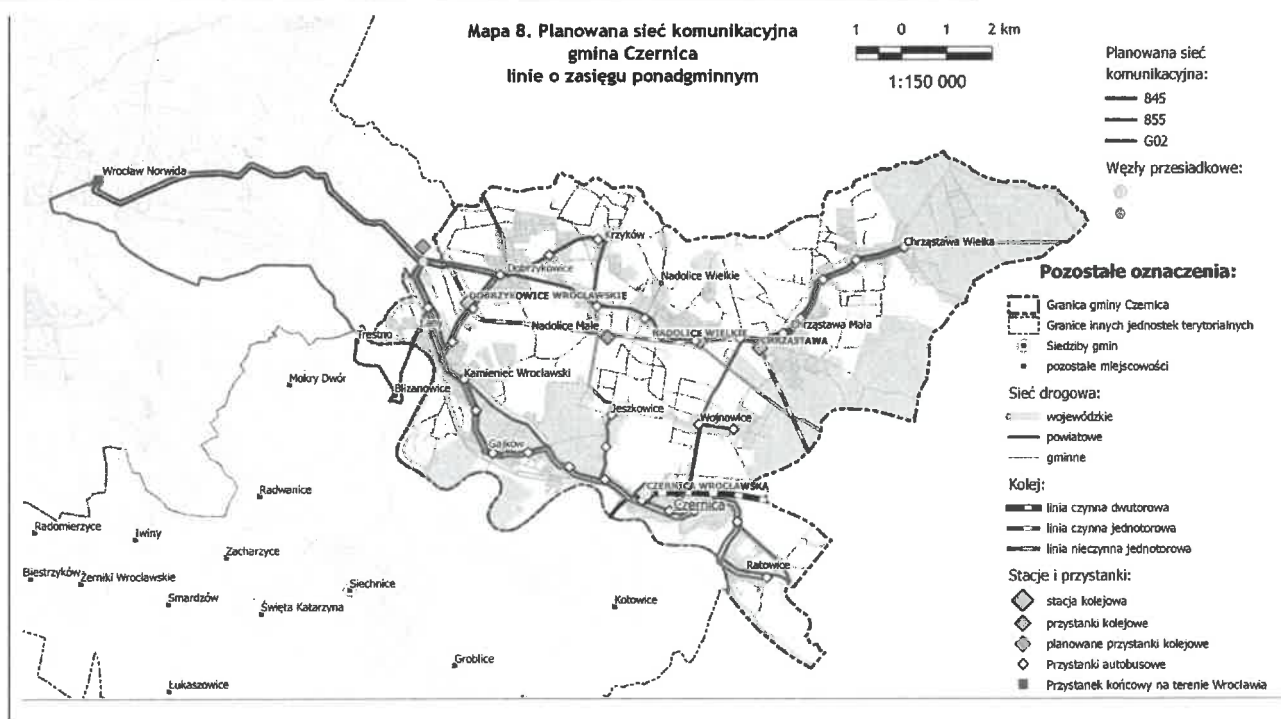 Mapa 8. Planowana sieć komunikacyjna
gmina Czernica
linie o zasięgu ponadgminnym
1 0 1 2 km
1:150 000
Planowana sieć
komunikacyjna:
845
855
G02
Węzły przesiadkowe:
Pozostałe oznaczenia:
Granica gminy Czernica
Granice innych jednostek terytorialnych
Siedziby gmin
pozostałe miejscowości
Sieć drogowa:
wojewódzkie
powiatowe
gminne
Kolej:
linia czynna dwutorowa
linia czynna jednotorowa
linia nieczynna jednotorowa
Stacje i przystanki:
stacja kolejowa
przystanki kolejowe
planowane przystanki kolejowe
Przystanki autobusowe
Przystanek końcowy na terenie Wrocławia
Wrocław Norwida
Krzyków
Chrząstawa Wielka
Dobrzykowice
Nadolice Wielkie
DOBRZYKOWICE WROCŁAWSKIE
Nadolice Małe
NADOLICE WIELKIE
Chrząstawa Mała
CHRZĄSTAWA
Trestno
Mokry Dwór
Blizanowice
Kamieniec Wrocławski
Jeszkowice
Wojnowice
Gajków
CZERNICA WROCŁAWSKA
Czernica
Radwanice
Radomierzyce
Iwiny
Zacharzyce
Ratowice
Biestrzyków
Żerniki Wrocławskie
Siechnice
Smardzów
Święta Katarzyna
Kotowice
Groblice
Łukaszowice